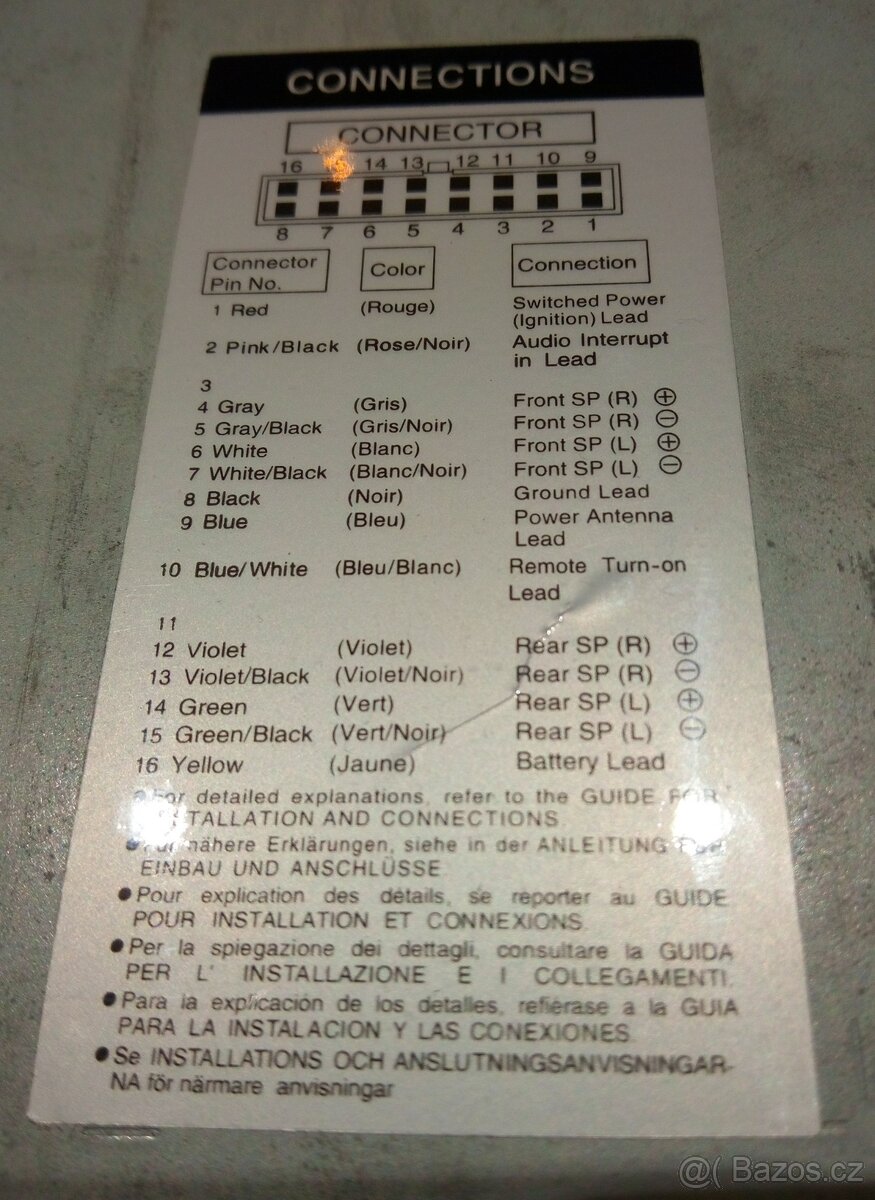 CONNECTIONS
CONNECTOR
16 14 13 12 11 10 9
8 7 6 5 4 3 2 1
Connector Pin No. Color Connection
1 Red (Rouge) Switched Power
(Ignition) Lead
2 Pink/Black (Rose/Noir) Audio Interrupt
in Lead
3
4 Gray (Gris) Front SP (R) ⊕
5 Gray/Black (Gris/Noir) Front SP (R) ⊖
6 White (Blanc) Front SP (L) ⊕
7 White/Black (Blanc/Noir) Front SP (L) ⊖
8 Black (Noir) Ground Lead
9 Blue (Bleu) Power Antenna
Lead
10 Blue/White (Bleu/Blanc) Remote Turn-on
Lead
11
12 Violet (Violet) Rear SP (R) ⊕
13 Violet/Black (Violet/Noir) Rear SP (R) ⊖
14 Green (Vert) Rear SP (L) ⊕
15 Green/Black (Vert/Noir) Rear SP (L) ⊖
16 Yellow (Jaune) Battery Lead
For detailed explanations, refer to the GUIDE FOR
AND CONNECTIONS
nähere Erklärungen, siehe in der ANLEITUNG
EINBAU UND ANSCHLÜSSE
●Pour explication des détails, se reporter au GUIDE
POUR INSTALLATION ET CONNEXIONS.
●Per la spiegazione dei dettagli, consultare la GUIDA
PER L' INSTALLAZIONE E I COLLEGAMENTI.
●Para la explicación de los detalles, refiérase a la GUIA
PARA LA INSTALACION Y LAS CONEXIONES.
●Se INSTALLATIONS OCH ANSLUTNINGSANVISNINGAR-
NA för närmare anvisningar
@( Bazos.cz